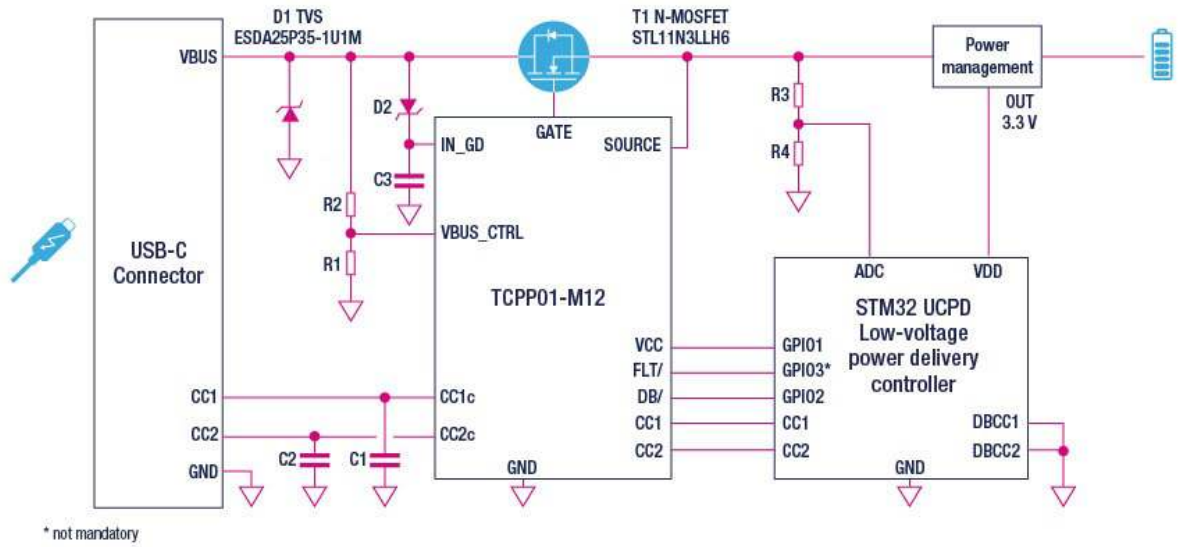 D1 TVS
ESDA25P35-1U1M
T1 N-MOSFET
STL11N3LLH6
VBUS
Power
management
D2
R3
OUT
3.3 V
GATE
IN_GD
SOURCE
R4
C3
R2
VBUS_CTRL
USB-C
Connector
R1
ADC
VDD
TCPP01-M12
STM32 UCPD
Low-voltage
power delivery
controller
VCC
GPIO1
FLT/
GPIO3*
DB/
GPIO2
CC1
CC1c
CC1
CC1
DBCC1
CC2
CC2c
CC2
CC2
DBCC2
C2
C1
GND
GND
GND
* not mandatory